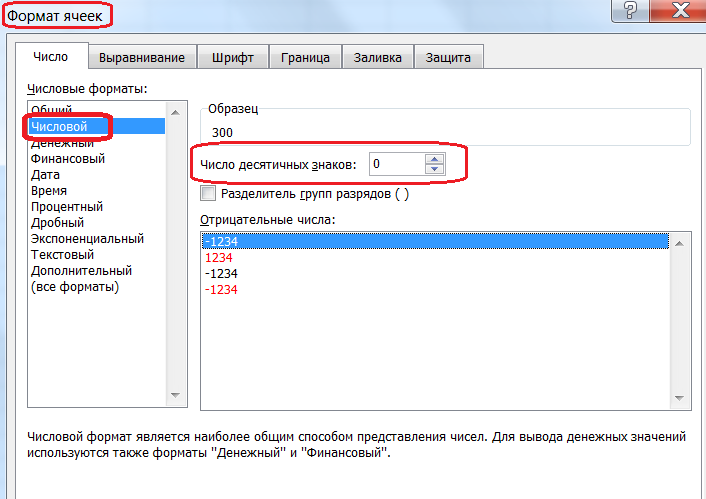 Формат ячеек
Число
Выравнивание
Шрифт
Граница
Заливка
Защита
Числовые форматы:
Общий
Числовой
Денежный
Финансовый
Дата
Время
Процентный
Дробный
Экспоненциальный
Текстовый
Дополнительный
(все форматы)
Образец
300
Число десятичных знаков: 0
Разделитель групп разрядов ( )
Отрицательные числа:
-1234
1234
-1234
-1234
Числовой формат является наиболее общим способом представления чисел. Для вывода денежных значений
используются также форматы "Денежный" и "Финансовый".